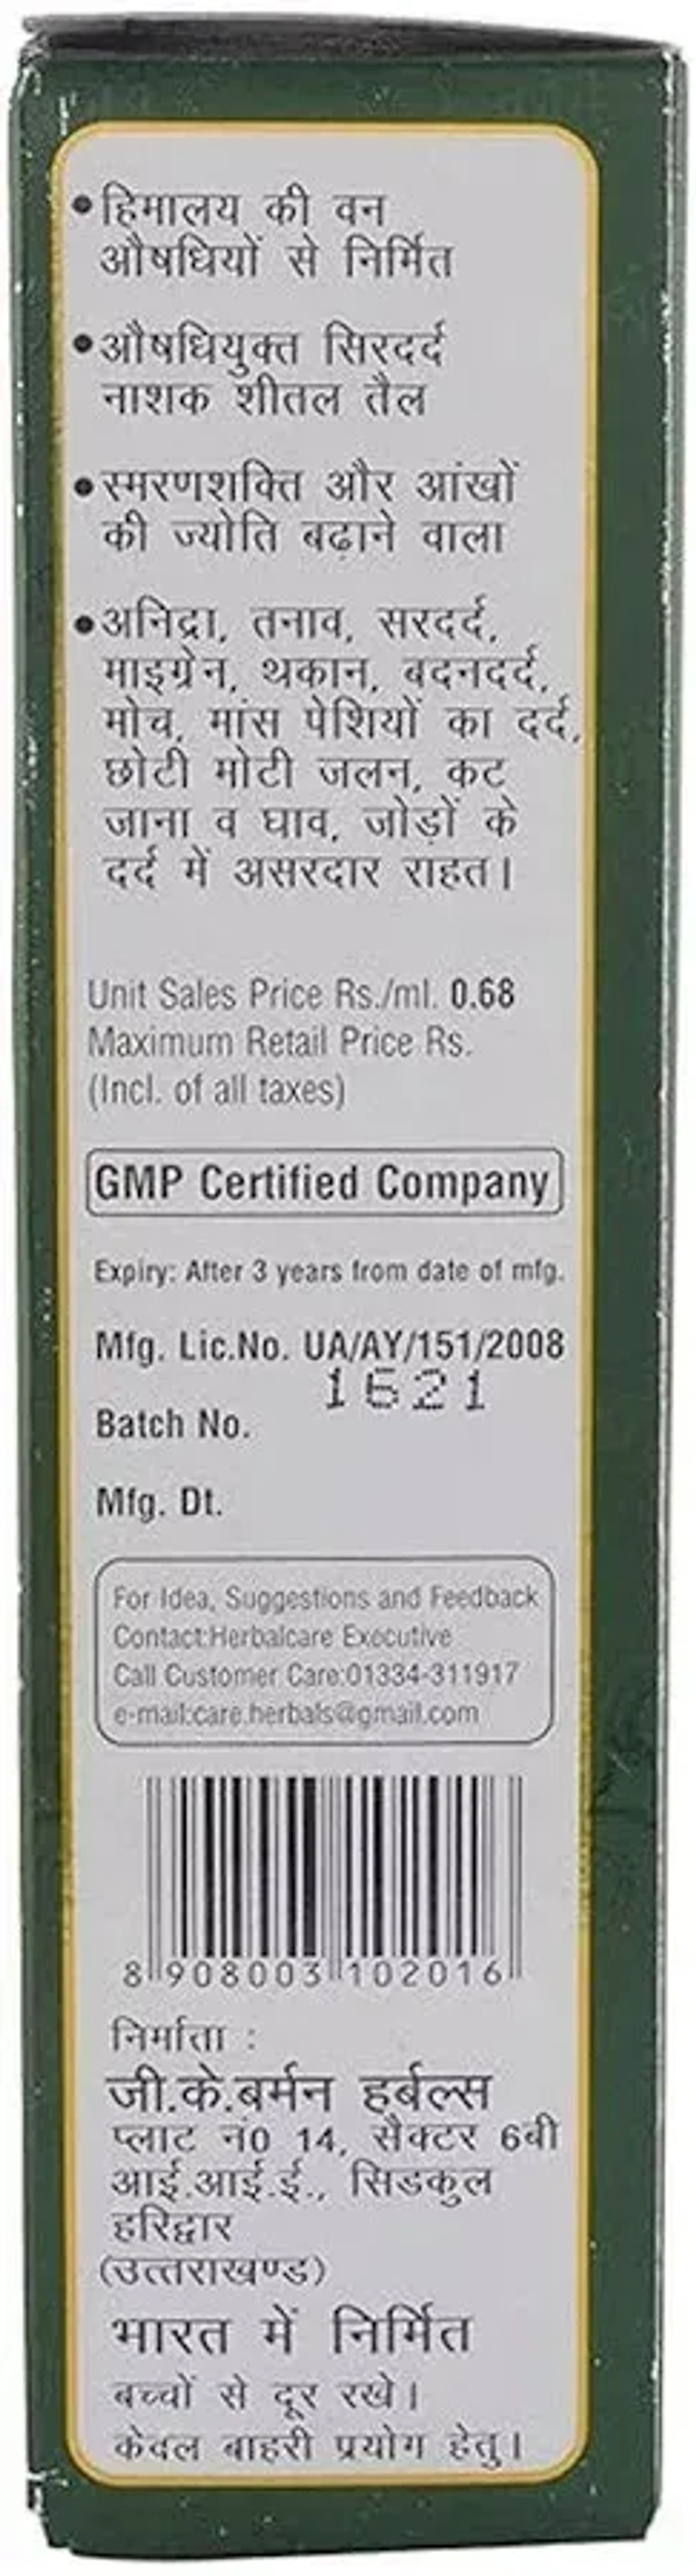 •हिमालय की वन
औषधियों से निर्मित
•औषधियुक्त सिरदर्द
नाशक शीतल तैल
•स्मरणशक्ति और आंखों
की ज्योति बढ़ाने वाला
•अनिद्रा, तनाव, सरदर्द,
माइग्रेन, थकान, बदनदर्द,
मोच, मांस पेशियों का दर्द,
छोटी मोटी जलन, कट
जाना व घाव, जोड़ों के
दर्द में असरदार राहत।
Unit Sales Price Rs./ml. 0.68
Maximum Retail Price Rs.
(Incl. of all taxes)
GMP Certified Company
Expiry: After 3 years from date of mfg.
Mfg. Lic.No. UA/AY/151/2008
1621
Batch No.
Mfg. Dt.
For Idea, Suggestions and Feedback
Contact:Herbalcare Executive
Call Customer Care:01334-311917
e-mail:care.herbals@gmail.com
8 908003 102016
निर्माता :
जी.के.बर्मन हर्बल्स
प्लाट नं0 14, सैक्टर 6बी
आई.आई.ई., सिडकुल
हरिद्वार
(उत्तराखण्ड)
भारत में निर्मित
बच्चों से दूर रखे।
केवल बाहरी प्रयोग हेतु।